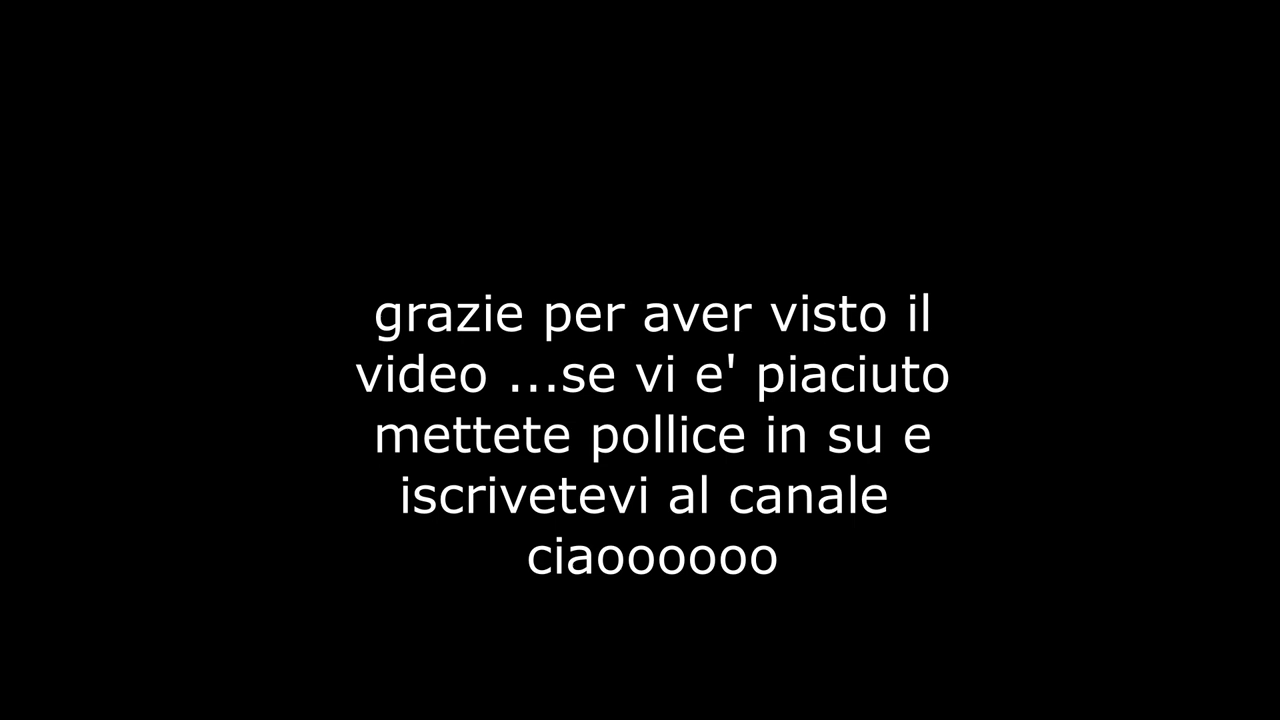 grazie per aver visto il
video ...se vi e' piaciuto
mettete pollice in su e
iscrivetevi al canale
ciaoooooo